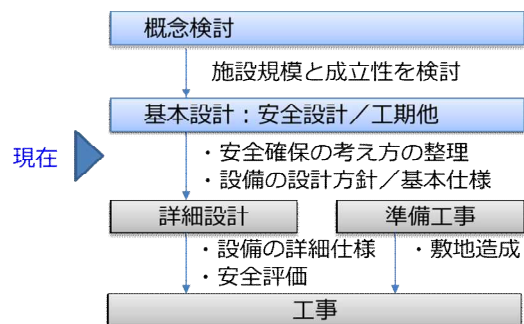 概念検討
施設規模と成立性を検討
基本設計：安全設計／工期他
現在
・安全確保の考え方の整理
・設備の設計方針／基本仕様
詳細設計
準備工事
・設備の詳細仕様
・敷地造成
・安全評価
工事